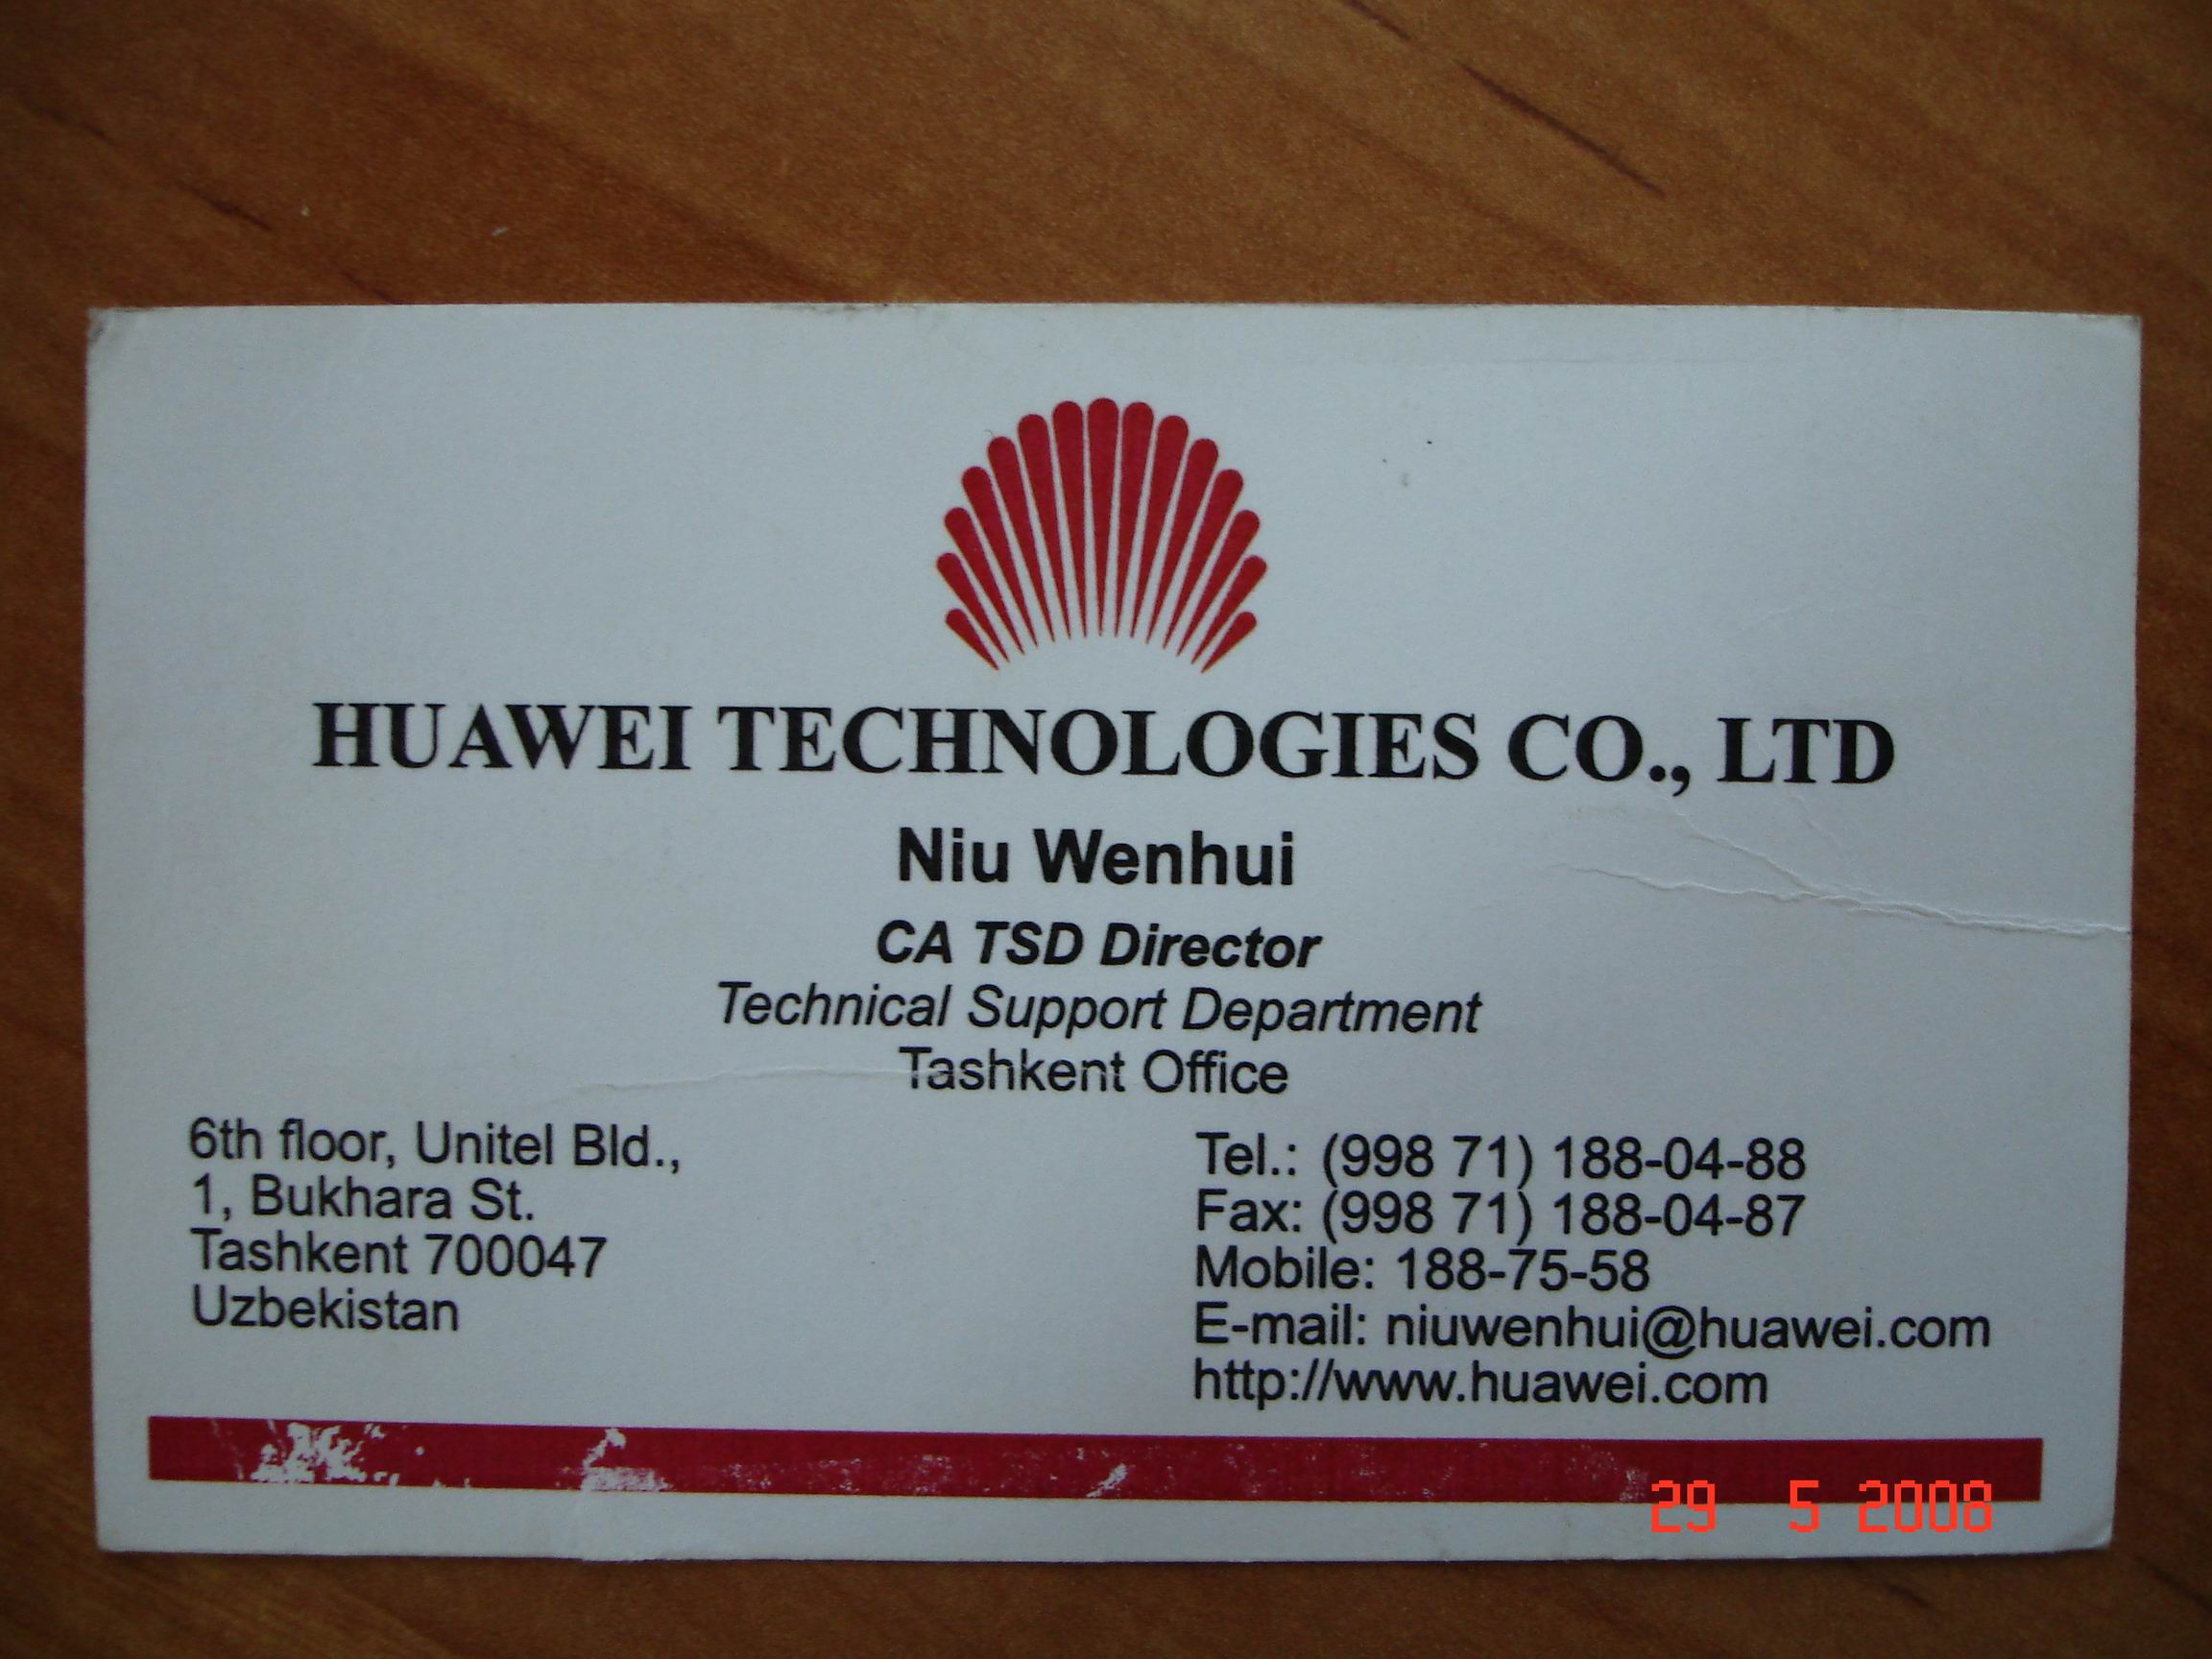 HUAWEI TECHNOLOGIES CO., LTD
Niu Wenhui
CA TSD Director
Technical Support Department
Tashkent Office
6th floor, Unitel Bld.,
1, Bukhara St.
Tashkent 700047
Uzbekistan
Tel.: (998 71) 188-04-88
Fax: (998 71) 188-04-87
Mobile: 188-75-58
E-mail: niuwenhui@huawei.com
http://www.huawei.com
29 5 2008